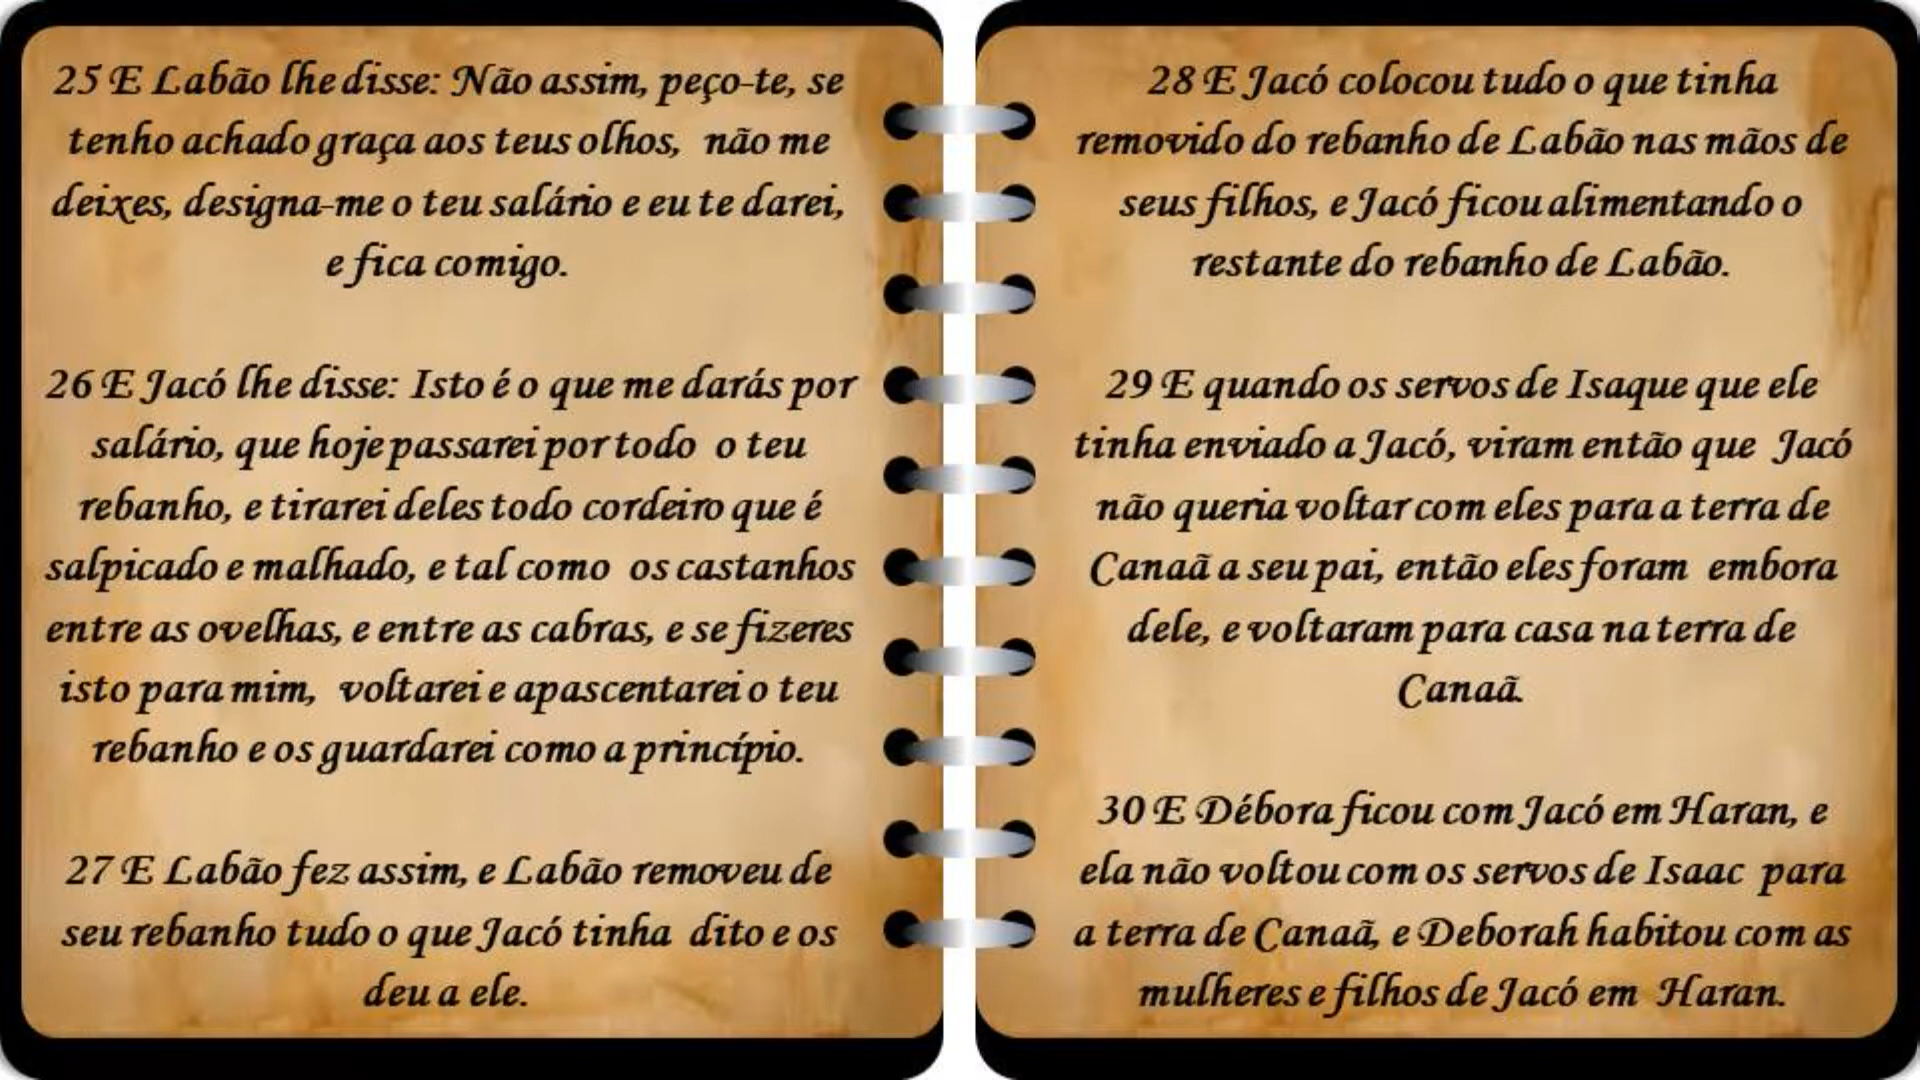 25 E Labão lhe disse: Não assim, peço-te, se
tenho achado graça aos teus olhos, não me
deixes, designa-me o teu salário e eu te darei,
e fica comigo.
26 E Jacó lhe disse: Isto é o que me darás por
salário, que hoje passarei por todo o teu
rebanho, e tirarei deles todo cordeiro que é
salpicado e malhado, e tal como os castanhos
entre as ovelhas, e entre as cabras, e se fizeres
isto para mim, voltarei e apascentarei o teu
rebanho e os guardarei como a princípio.
27 E Labão fez assim, e Labão removeu de
seu rebanho tudo o que Jacó tinha dito e os
deu a ele.
28 E Jacó colocou tudo o que tinha
removido do rebanho de Labão nas mãos de
seus filhos, e Jacó ficou alimentando o
restante do rebanho de Labão.
29 E quando os servos de Isaque que ele
tinha enviado a Jacó, viram então que Jacó
não queria voltar com eles para a terra de
Canaã a seu pai, então eles foram embora
dele, e voltaram para casa na terra de
Canaã.
30 E Débora ficou com Jacó em Haran, e
ela não voltou com os servos de Isaac para
a terra de Canaã, e Deborah habitou com as
mulheres e filhos de Jacó em Haran.